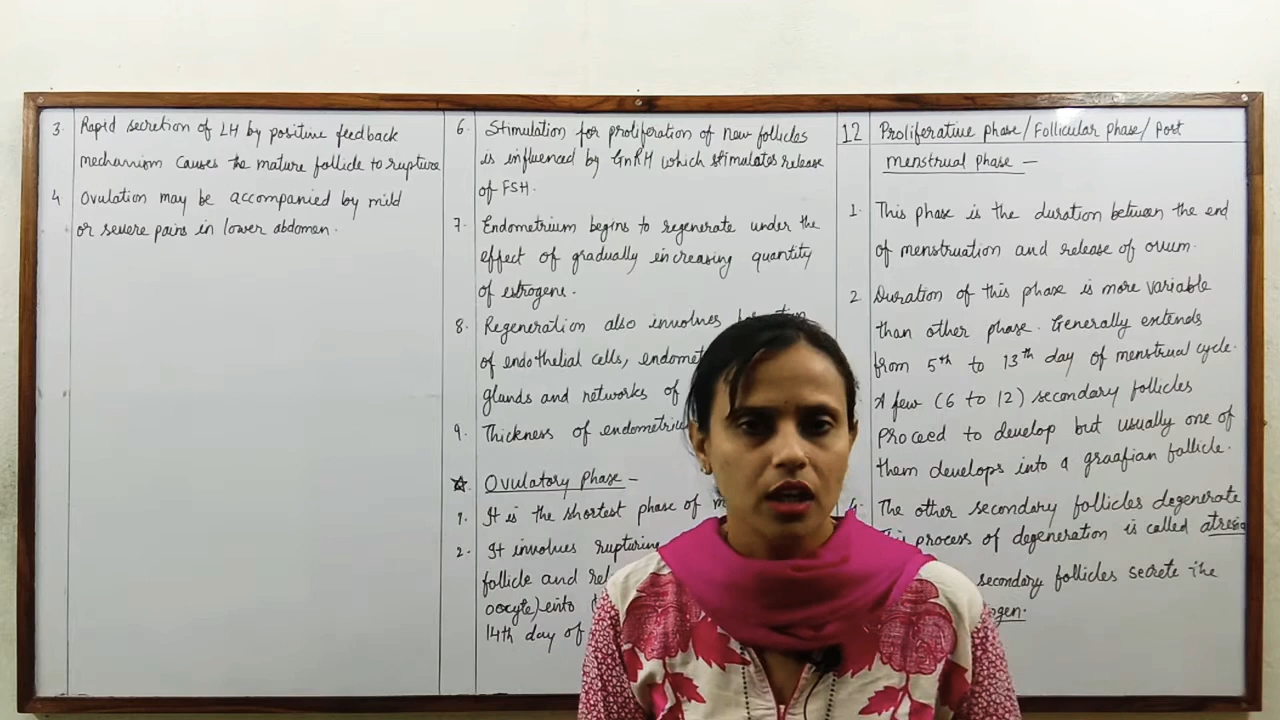 12 Proliferative phase/Follicular phase/Post
menstrual phase -
1. This phase is the duration between the end
of menstruation and release of ovum.
2. Duration of this phase is more variable
than other phase. Generally extends
from 5th to 13th day of menstrual cycle.
A few (6 to 12) secondary follicles
proceed to develop but usually one of
them develops into a graafian follicle.
4. The other secondary follicles degenerate
process of degeneration is called atresia
secondary follicles secrete the
6. Stimulation for proliferation of new follicles
is influenced by GnRH which stimulates release
of FSH.
7. Endometrium begins to regenerate under the
effect of gradually increasing quantity
of estrogene.
8. Regeneration also involves
of endothelial cells,
glands and networks of
9. Thickness of
☆. Ovulatory Phase -
1. It is the shortest phase of
2. It involves rupturing
follicle and
oocyte) into
14th day of
3. Rapid secretion of LH by positive feedback
mechanism causes the mature follicle to rupture
4. Ovulation may be accompanied by mild
or severe pains in lower abdomen.